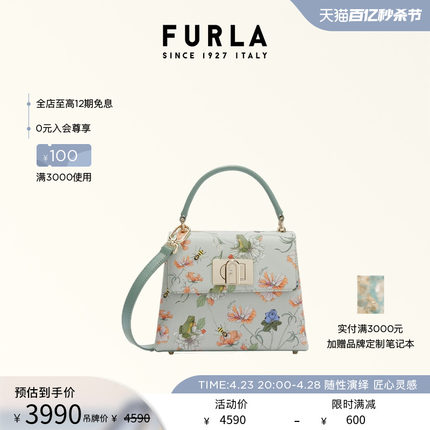 天猫百亿秒杀节
FURLA
SINCE 1927 ITALY
全店至高12期免息
0元入会尊享
¥100
满3000使用
实付满3000元
加赠品牌定制笔记本
TIME:4.23 20:00-4.28 随性演绎 匠心灵感
预估到手价
¥3990 吊牌价 ¥ 4590
活动价
¥ 4590
-
限时满减
¥ 600